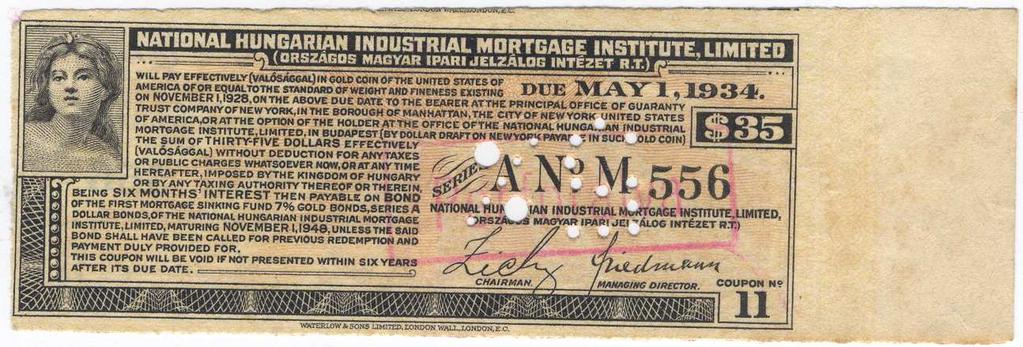 NATIONAL HUNGARIAN INDUSTRIAL MORTGAGE INSTITUTE, LIMITED
(ORSZÁGOS MAGYAR IPARI JELZÁLOG INTÉZET R.T.)
WILL PAY EFFECTIVELY (VALÓSÁGGAL) IN GOLD COIN OF THE UNITED STATES OF
AMERICA OF OR EQUAL TO THE STANDARD OF WEIGHT AND FINENESS EXISTING
DUE MAY 1, 1934.
ON NOVEMBER 1, 1928, ON THE ABOVE DUE DATE TO THE BEARER AT THE PRINCIPAL OFFICE OF GUARANTY
TRUST COMPANY OF NEW YORK, IN THE BOROUGH OF MANHATTAN, THE CITY OF NEW YORK UNITED STATES
OF AMERICA, OR AT THE OPTION OF THE HOLDER AT THE OFFICE OF THE NATIONAL HUNGARIAN INDUSTRIAL
$35
MORTGAGE INSTITUTE, LIMITED, IN BUDAPEST (BY DOLLAR DRAFT ON NEW YORK PAYABLE IN SUCH GOLD COIN)
THE SUM OF THIRTY-FIVE DOLLARS EFFECTIVELY
(VALÓSÁGGAL) WITHOUT DEDUCTION FOR ANY TAXES
OR PUBLIC CHARGES WHATSOEVER NOW, OR AT ANY TIME
HEREAFTER, IMPOSED BY THE KINGDOM OF HUNGARY
OR BY ANY TAXING AUTHORITY THEREOF OR THEREIN,
BEING SIX MONTHS' INTEREST THEN PAYABLE ON BOND
OF THE FIRST MORTGAGE SINKING FUND 7% GOLD BONDS, SERIES A
DOLLAR BONDS, OF THE NATIONAL HUNGARIAN INDUSTRIAL MORTGAGE
INSTITUTE, LIMITED, MATURING NOVEMBER 1, 1948, UNLESS THE SAID
BOND SHALL HAVE BEEN CALLED FOR PREVIOUS REDEMPTION AND
PAYMENT DULY PROVIDED FOR.
THIS COUPON WILL BE VOID IF NOT PRESENTED WITHIN SIX YEARS
AFTER ITS DUE DATE.
SERIES A Nº M 556
NATIONAL HUNGARIAN INDUSTRIAL MORTGAGE INSTITUTE, LIMITED,
(ORSZÁGOS MAGYAR IPARI JELZÁLOG INTÉZET R.T.)
Zichy Friedmann
CHAIRMAN. MANAGING DIRECTOR.
COUPON Nº
11
WATERLOW & SONS LIMITED, LONDON WALL, LONDON, E.C.